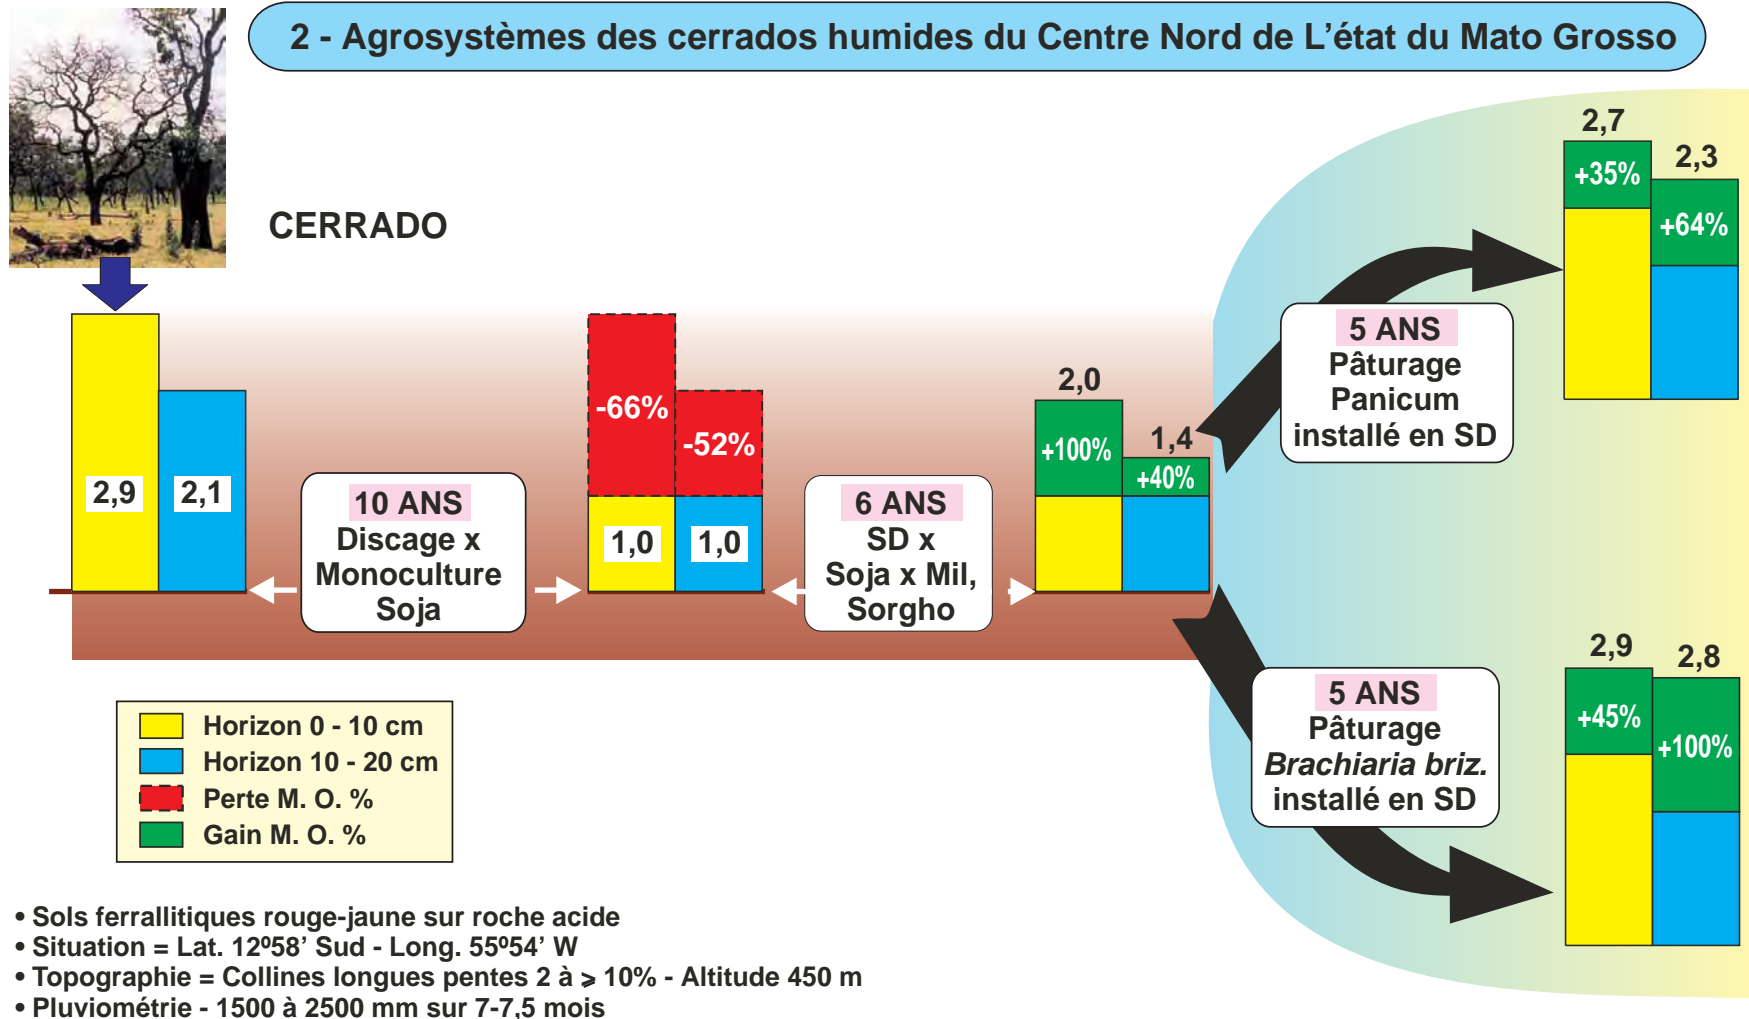 2 - Agrosystèmes des cerrados humides du Centre Nord de L’état du Mato Grosso
CERRADO
2,9
2,1
10 ANS
Discage x
Monoculture
Soja
-66%
-52%
1,0
1,0
6 ANS
SD x
Soja x Mil,
Sorgho
2,0
+100%
1,4
+40%
5 ANS
Pâturage
Panicum
installé en SD
2,7
+35%
2,3
+64%
5 ANS
Pâturage
Brachiaria briz.
installé en SD
2,9
+45%
2,8
+100%
Horizon 0 - 10 cm
Horizon 10 - 20 cm
Perte M. O. %
Gain M. O. %
• Sols ferrallitiques rouge-jaune sur roche acide
• Situation = Lat. 12º58’ Sud - Long. 55º54’ W
• Topographie = Collines longues pentes 2 à ⩾ 10% - Altitude 450 m
• Pluviométrie - 1500 à 2500 mm sur 7-7,5 mois